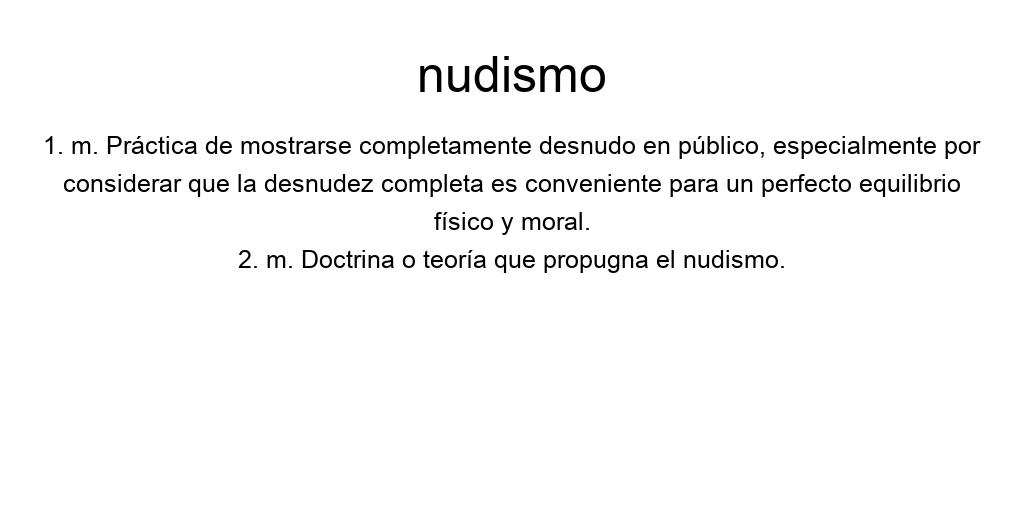 nudismo
1. m. Práctica de mostrarse completamente desnudo en público, especialmente por
considerar que la desnudez completa es conveniente para un perfecto equilibrio
físico y moral.
2. m. Doctrina o teoría que propugna el nudismo.